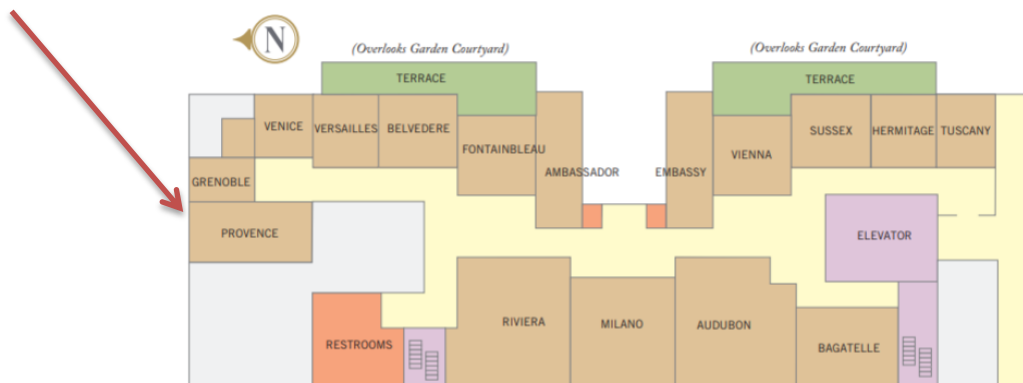 N
(Overlooks Garden Courtyard)
(Overlooks Garden Courtyard)
TERRACE
TERRACE
VENICE
VERSAILLES
BELVEDERE
FONTAINBLEAU
AMBASSADOR
EMBASSY
VIENNA
SUSSEX
HERMITAGE
TUSCANY
GRENOBLE
PROVENCE
ELEVATOR
RIVIERA
MILANO
AUDUBON
RESTROOMS
BAGATELLE